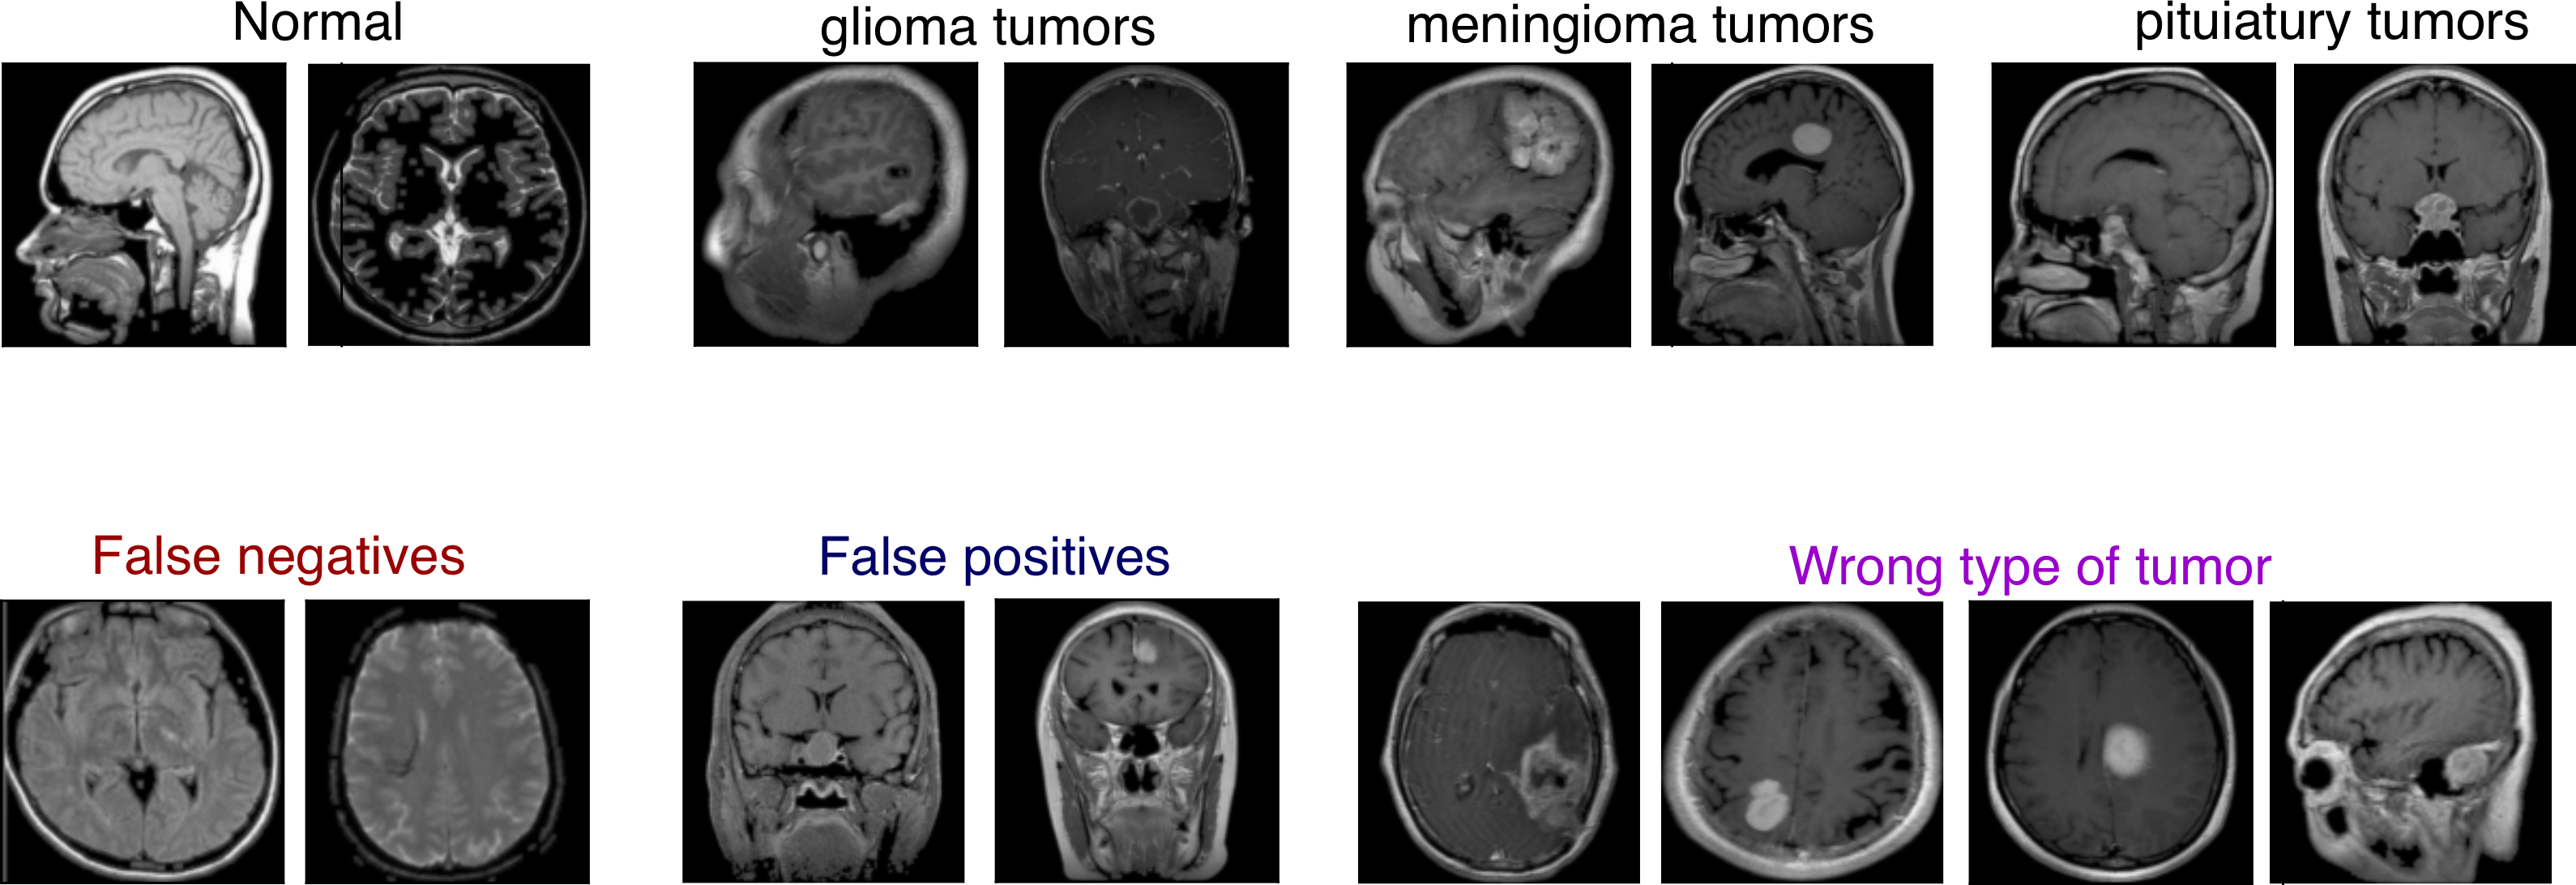 Normal
glioma tumors
meningioma tumors
pituiatury tumors
False negatives
False positives
Wrong type of tumor